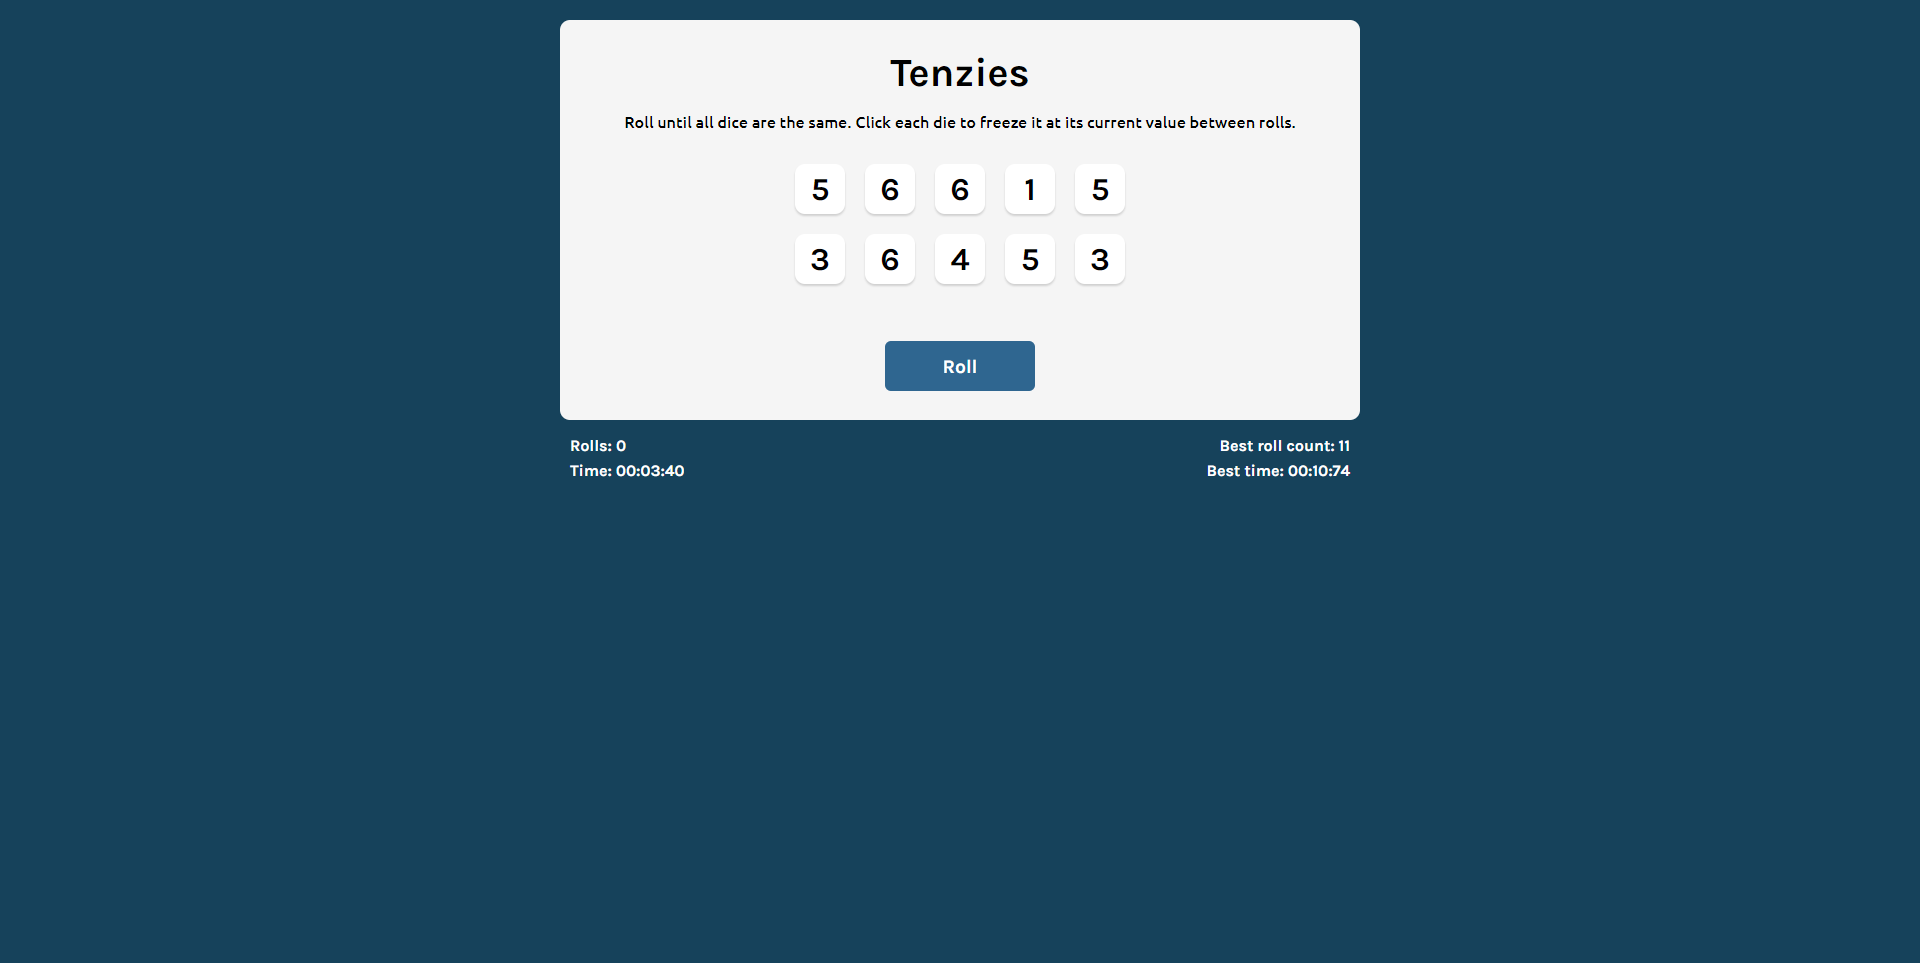 Tenzies
Roll until all dice are the same. Click each die to freeze it at its current value between rolls.
5 6 6 1 5
3 6 4 5 3
Roll
Rolls: 0 Best roll count: 11
Time: 00:03:40 Best time: 00:10:74